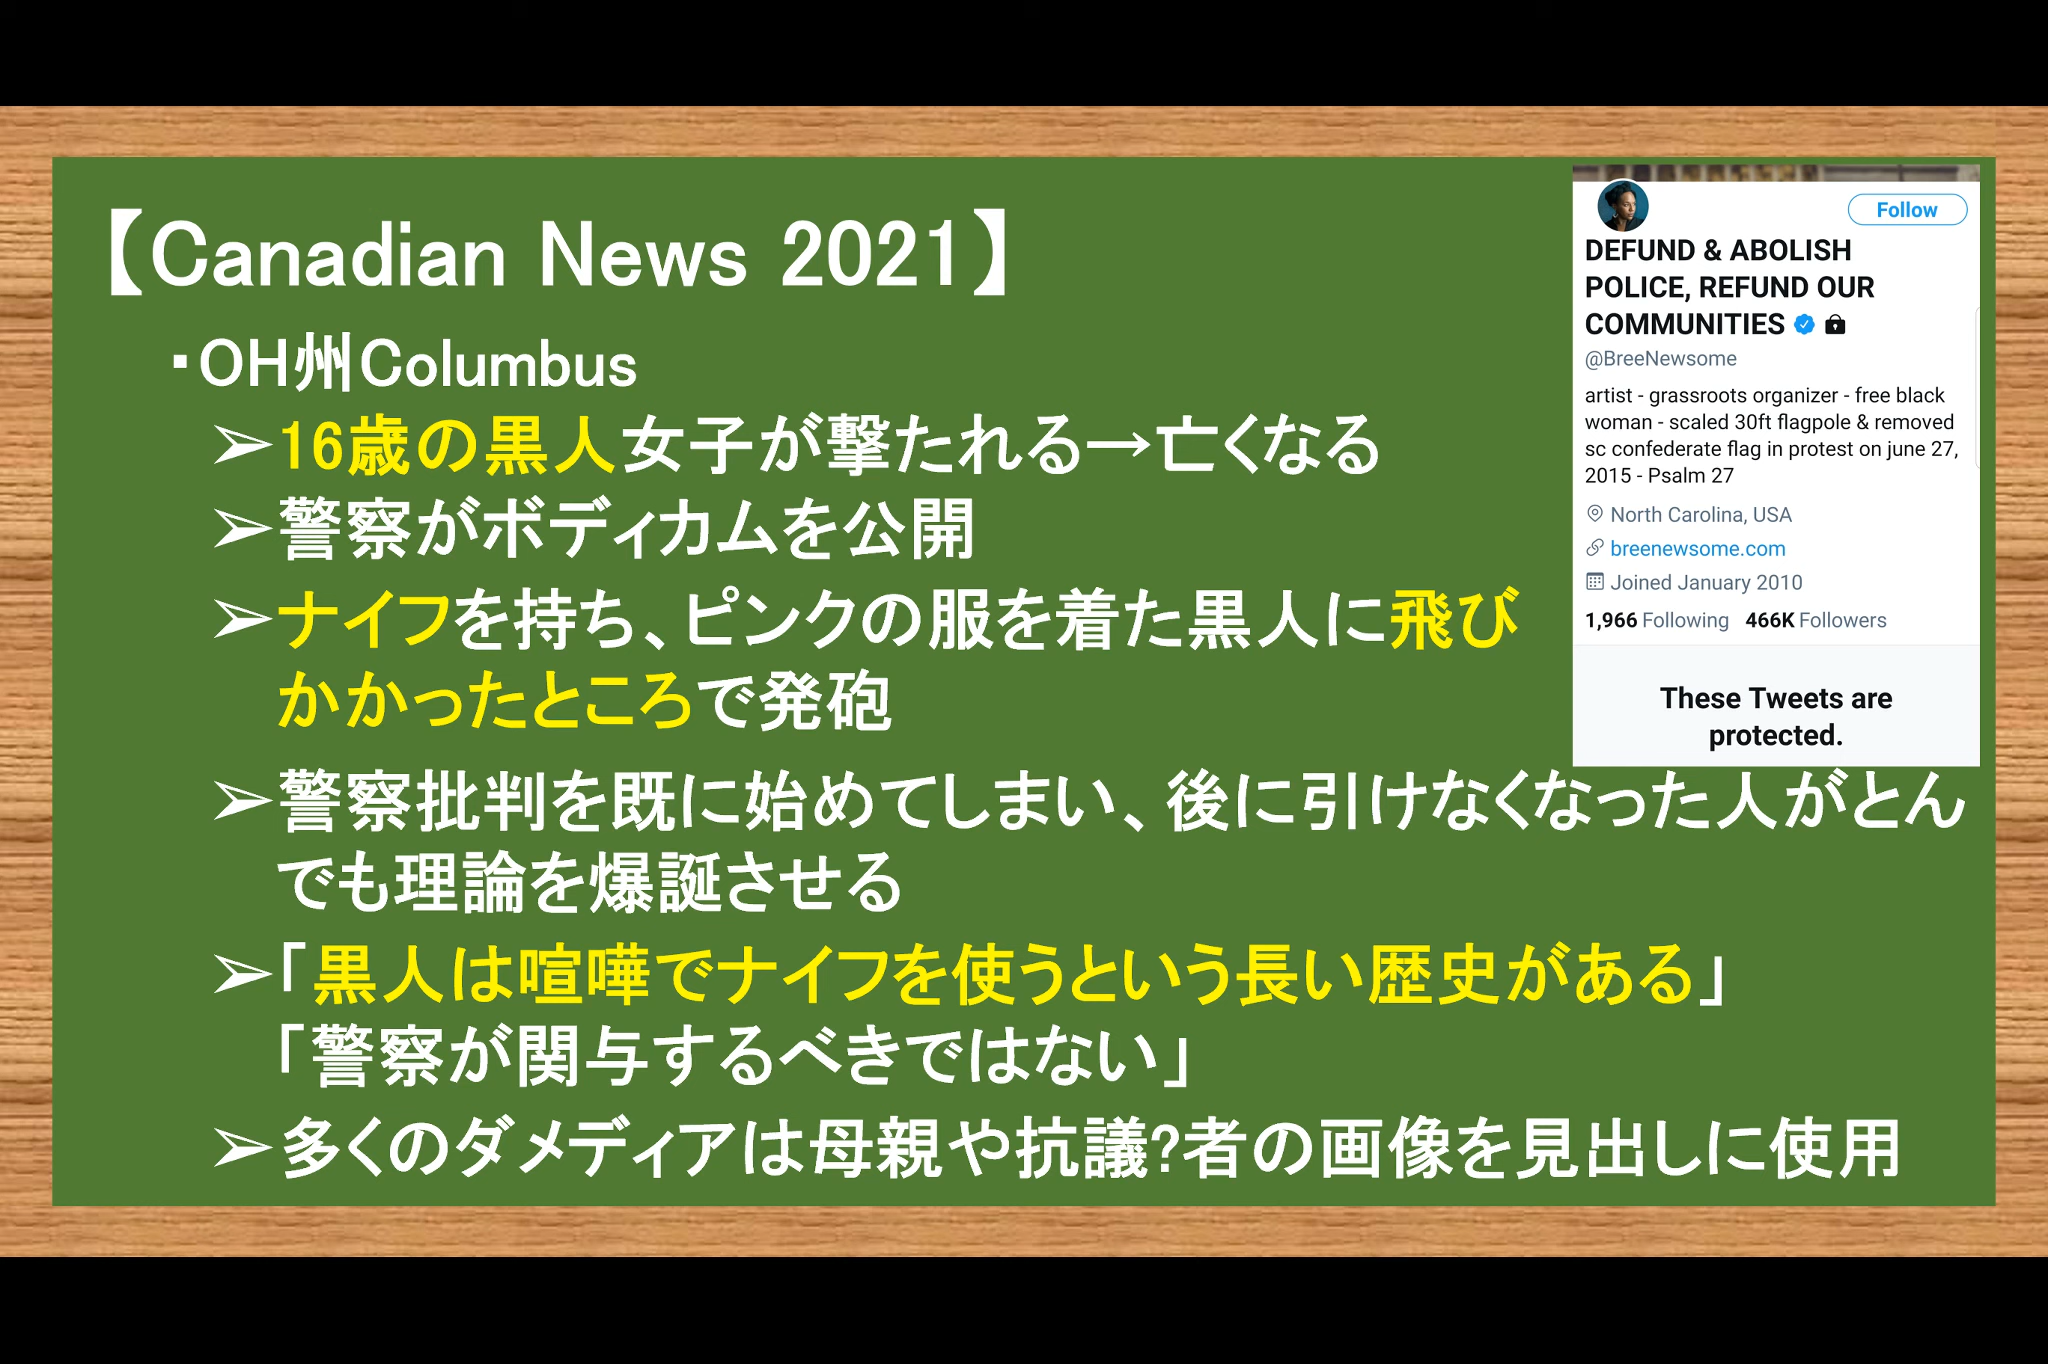 【Canadian News 2021】
・OH州Columbus
➢16歳の黒人女子が撃たれる→亡くなる
➢警察がボディカムを公開
➢ナイフを持ち、ピンクの服を着た黒人に飛び
かかったところで発砲
➢警察批判を既に始めてしまい、後に引けなくなった人がとん
でも理論を爆誕させる
➢「黒人は喧嘩でナイフを使うという長い歴史がある」
「警察が関与するべきではない」
➢多くのダメディアは母親や抗議?者の画像を見出しに使用
Follow
DEFUND & ABOLISH
POLICE, REFUND OUR
COMMUNITIES
@BreeNewsome
artist - grassroots organizer - free black
woman - scaled 30ft flagpole & removed
sc confederate flag in protest on june 27,
2015 - Psalm 27
North Carolina, USA
breenewsome.com
Joined January 2010
1,966 Following 466K Followers
These Tweets are
protected.